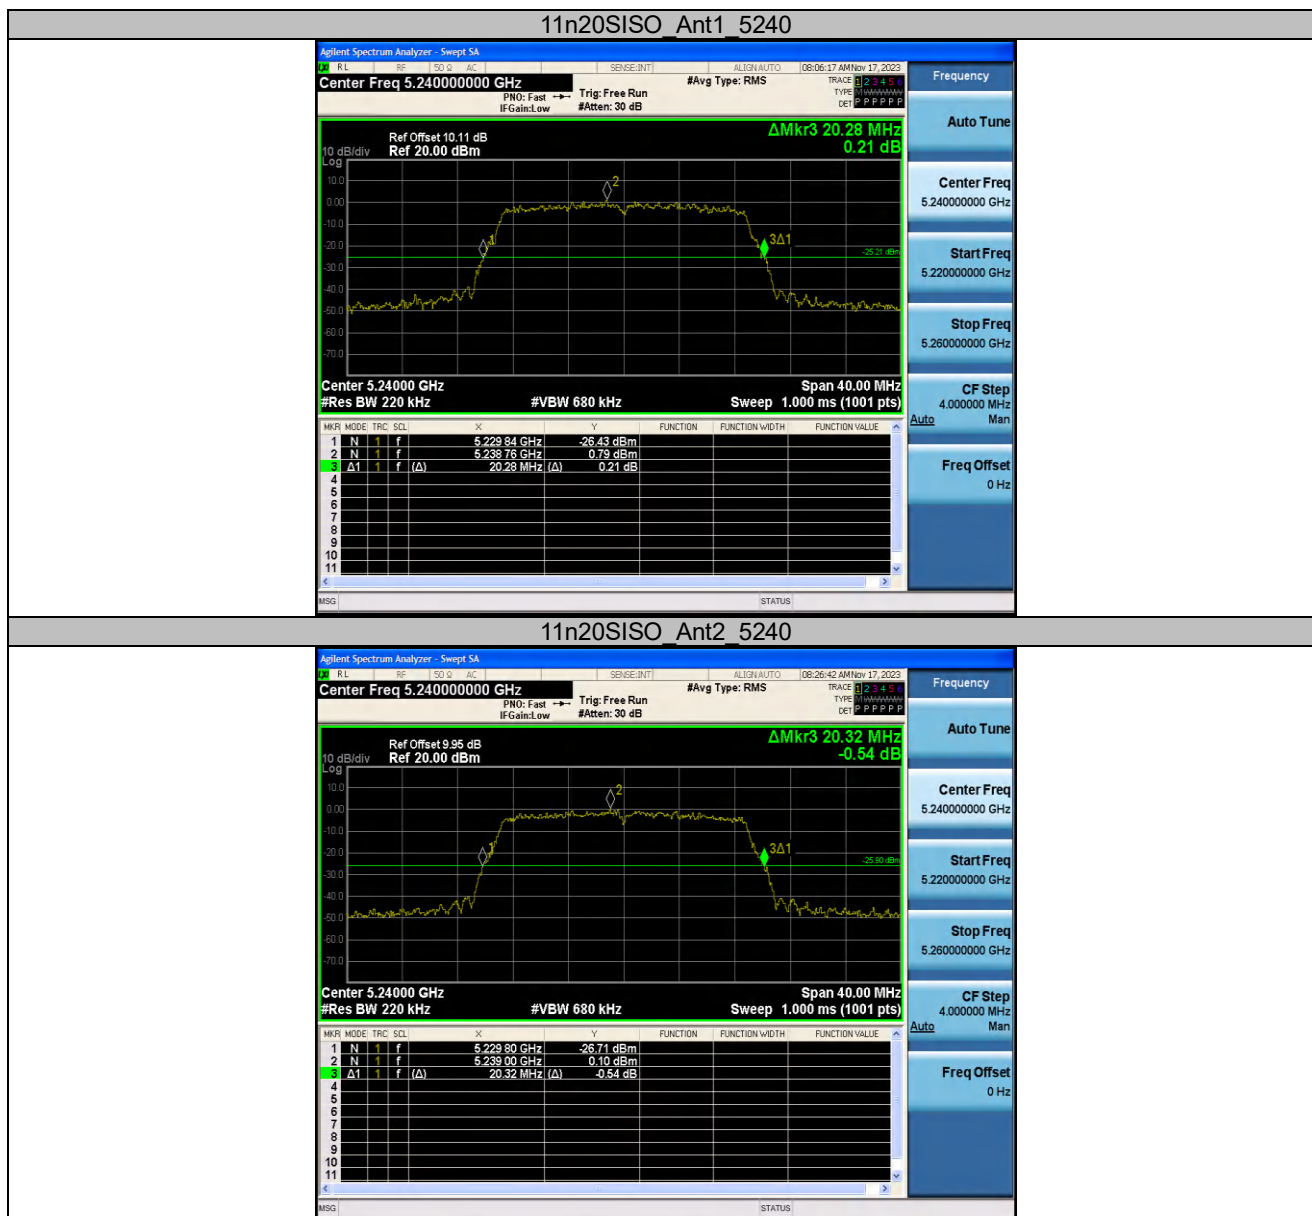 11n20SISO_Ant1_5240
Agilent Spectrum Analyzer - Swept SA
RL RF 50 Ω AC SENSE:INT ALIGN AUTO 08:06:17 AM Nov 17, 2023
Center Freq 5.240000000 GHz #Avg Type: RMS TRACE 1 2 3 4 5 6
PNO: Fast Trig: Free Run TYPE M WWWWW
IFGain:Low #Atten: 30 dB DET P P P P P P
Frequency
Auto Tune
Center Freq
5.240000000 GHz
Start Freq
5.220000000 GHz
Stop Freq
5.260000000 GHz
CF Step
4.000000 MHz
Auto Man
Freq Offset
0 Hz
ΔMkr3 20.28 MHz
Ref Offset 10.11 dB
10 dB/div Ref 20.00 dBm 0.21 dB
Log
10.0
0.00
-10.0
-20.0
-30.0
-40.0
-50.0
-60.0
-70.0
1
2
3Δ1
-25.21 dBm
Center 5.24000 GHz Span 40.00 MHz
#Res BW 220 kHz #VBW 680 kHz Sweep 1.000 ms (1001 pts)
MKR MODE TRC SCL X Y FUNCTION FUNCTION WIDTH FUNCTION VALUE
1 N 1 f 5.229 84 GHz -26.43 dBm
2 N 1 f 5.238 76 GHz 0.79 dBm
3 Δ1 1 f (Δ) 20.28 MHz (Δ) 0.21 dB
4
5
6
7
8
9
10
11
MSG STATUS
11n20SISO_Ant2_5240
Agilent Spectrum Analyzer - Swept SA
RL RF 50 Ω AC SENSE:INT ALIGN AUTO 08:26:42 AM Nov 17, 2023
Center Freq 5.240000000 GHz #Avg Type: RMS TRACE 1 2 3 4 5 6
PNO: Fast Trig: Free Run TYPE M WWWWW
IFGain:Low #Atten: 30 dB DET P P P P P P
Frequency
Auto Tune
Center Freq
5.240000000 GHz
Start Freq
5.220000000 GHz
Stop Freq
5.260000000 GHz
CF Step
4.000000 MHz
Auto Man
Freq Offset
0 Hz
ΔMkr3 20.32 MHz
Ref Offset 9.95 dB
10 dB/div Ref 20.00 dBm -0.54 dB
Log
10.0
0.00
-10.0
-20.0
-30.0
-40.0
-50.0
-60.0
-70.0
1
2
3Δ1
-25.90 dBm
Center 5.24000 GHz Span 40.00 MHz
#Res BW 220 kHz #VBW 680 kHz Sweep 1.000 ms (1001 pts)
MKR MODE TRC SCL X Y FUNCTION FUNCTION WIDTH FUNCTION VALUE
1 N 1 f 5.229 80 GHz -26.71 dBm
2 N 1 f 5.239 00 GHz 0.10 dBm
3 Δ1 1 f (Δ) 20.32 MHz (Δ) -0.54 dB
4
5
6
7
8
9
10
11
MSG STATUS